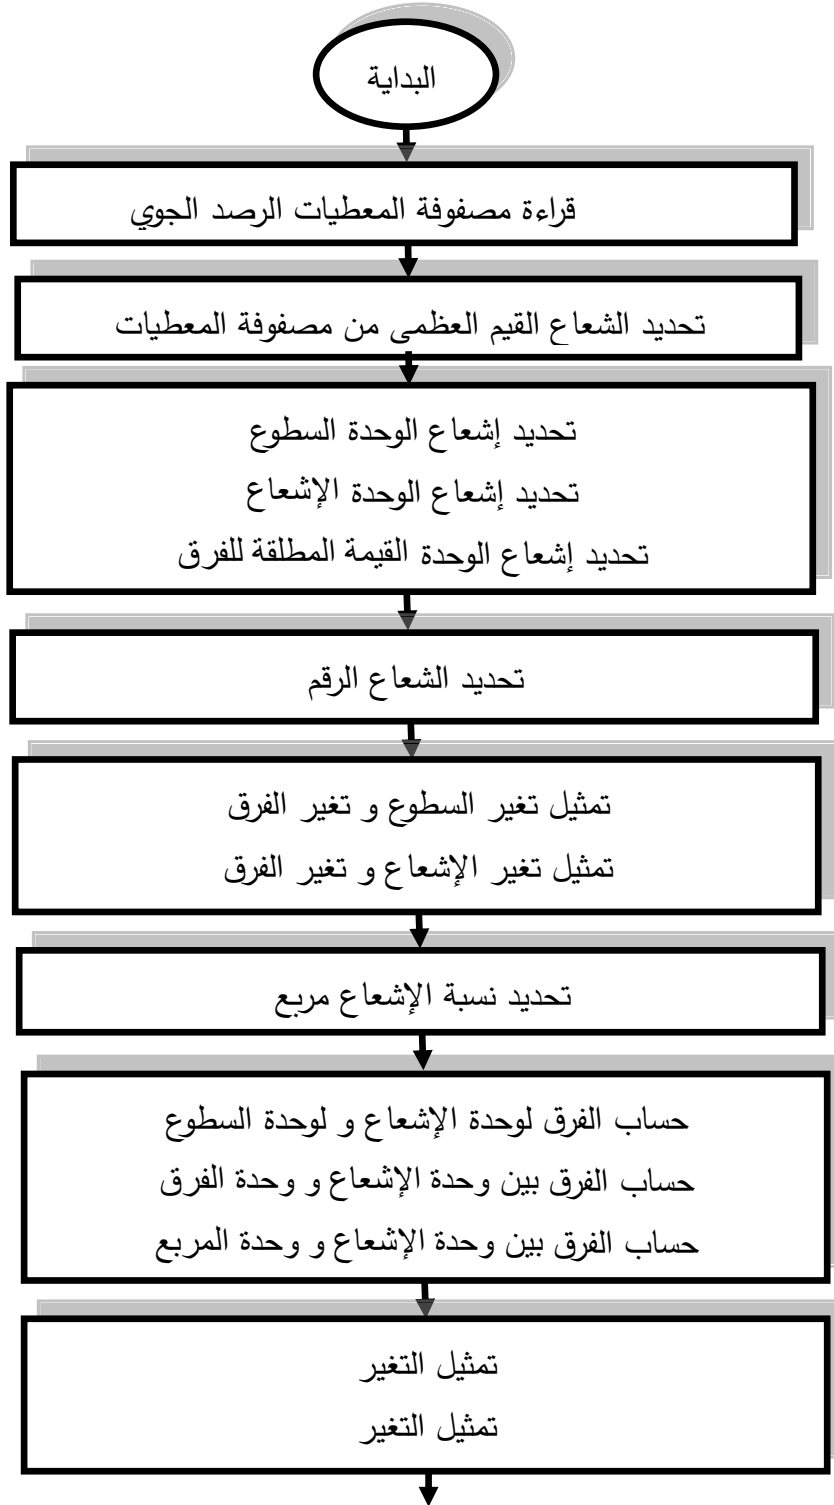 البداية
قراءة مصفوفة المعطيات الرصد الجوي
تحديد الشعاع القيم العظمى من مصفوفة المعطيات
تحديد إشعاع الوحدة السطوع
تحديد إشعاع الوحدة الإشعاع
تحديد إشعاع الوحدة القيمة المطلقة للفرق
تحديد الشعاع الرقم
تمثيل تغير السطوع و تغير الفرق
تمثيل تغير الإشعاع و تغير الفرق
تحديد نسبة الإشعاع مربع
حساب الفرق لوحدة الإشعاع و لوحدة السطوع
حساب الفرق بين وحدة الإشعاع و وحدة الفرق
حساب الفرق بين وحدة الإشعاع و وحدة المربع
تمثيل التغير
تمثيل التغير